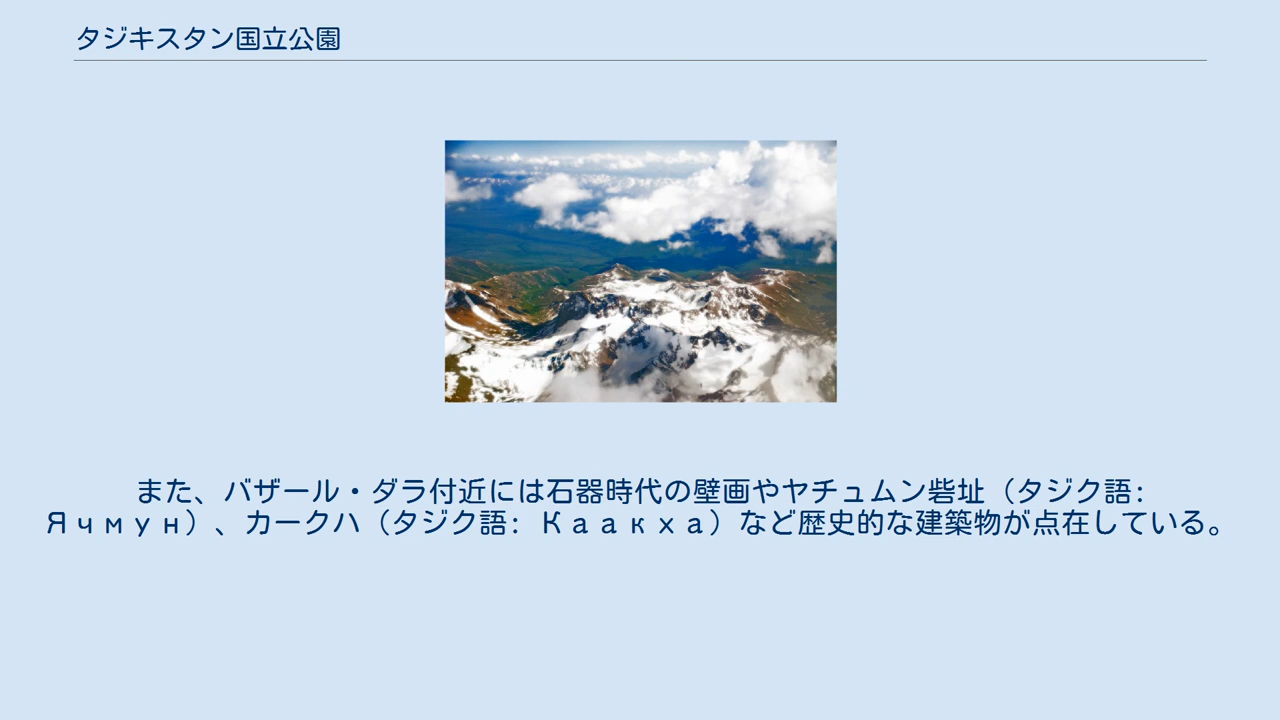 タジキスタン国立公園
また、バザール・ダラ付近には石器時代の壁画やヤチュムン砦址（タジク語:
Ячмун）、カークハ（タジク語: Каакха）など歴史的な建築物が点在している。